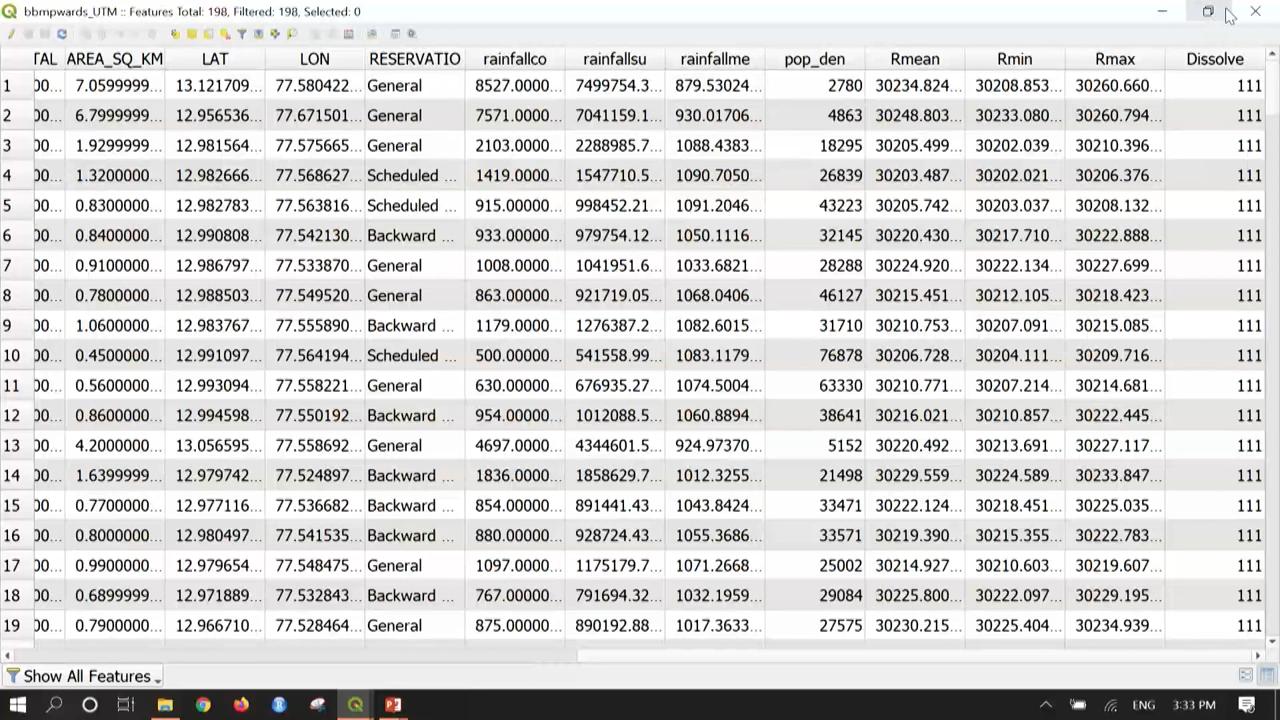 bbmpwards_UTM :: Features Total: 198, Filtered: 198, Selected: 0
TAL AREA_SQ_KM LAT LON RESERVATIO rainfallco rainfallsu rainfallme pop_den Rmean Rmin Rmax Dissolve
1 00... 7.0599999... 13.121709... 77.580422... General 8527.0000... 7499754.3... 879.53024... 2780 30234.824... 30208.853... 30260.660... 111
2 00... 6.7999999... 12.956536... 77.671501... General 7571.0000... 7041159.1... 930.01706... 4863 30248.803... 30233.080... 30260.794... 111
3 00... 1.9299999... 12.981564... 77.575665... General 2103.0000... 2288985.7... 1088.4383... 18295 30205.499... 30202.039... 30210.396... 111
4 00... 1.3200000... 12.982666... 77.568627... Scheduled ... 1419.0000... 1547710.5... 1090.7050... 26839 30203.487... 30202.021... 30206.376... 111
5 00... 0.8300000... 12.982783... 77.563816... Scheduled ... 915.00000... 998452.21... 1091.2046... 43223 30205.742... 30203.037... 30208.132... 111
6 00... 0.8400000... 12.990808... 77.542130... Backward ... 933.00000... 979754.12... 1050.1116... 32145 30220.430... 30217.710... 30222.888... 111
7 00... 0.9100000... 12.986797... 77.533870... General 1008.0000... 1041951.6... 1033.6821... 28288 30224.920... 30222.134... 30227.699... 111
8 00... 0.7800000... 12.988503... 77.549520... General 863.00000... 921719.05... 1068.0406... 46127 30215.451... 30212.105... 30218.423... 111
9 00... 1.0600000... 12.983767... 77.555890... Backward ... 1179.0000... 1276387.2... 1082.6015... 31710 30210.753... 30207.091... 30215.085... 111
10 00... 0.4500000... 12.991097... 77.564194... Scheduled ... 500.00000... 541558.99... 1083.1179... 76878 30206.728... 30204.111... 30209.716... 111
11 00... 0.5600000... 12.993094... 77.558221... General 630.00000... 676935.27... 1074.5004... 63330 30210.771... 30207.214... 30214.681... 111
12 00... 0.8600000... 12.994598... 77.550192... Backward ... 954.00000... 1012088.5... 1060.8894... 38641 30216.021... 30210.857... 30222.445... 111
13 00... 4.2000000... 13.056595... 77.558692... General 4697.0000... 4344601.5... 924.97370... 5152 30220.492... 30213.691... 30227.117... 111
14 00... 1.6399999... 12.979742... 77.524897... Backward ... 1836.0000... 1858629.7... 1012.3255... 21498 30229.559... 30224.589... 30233.847... 111
15 00... 0.7700000... 12.977116... 77.536682... Backward ... 854.00000... 891441.43... 1043.8424... 33471 30222.124... 30218.451... 30225.035... 111
16 00... 0.8000000... 12.980497... 77.541535... Backward ... 880.00000... 928724.43... 1055.3686... 33571 30219.390... 30215.355... 30222.783... 111
17 00... 0.9900000... 12.979654... 77.548475... General 1097.0000... 1175179.7... 1071.2668... 25002 30214.927... 30210.603... 30219.607... 111
18 00... 0.6899999... 12.971889... 77.532843... Backward ... 767.00000... 791694.32... 1032.1959... 29084 30225.800... 30222.097... 30229.195... 111
19 00... 0.7900000... 12.966710... 77.528464... General 875.00000... 890192.88... 1017.3633... 27575 30230.215... 30225.404... 30234.939... 111
Show All Features
ENG 3:33 PM